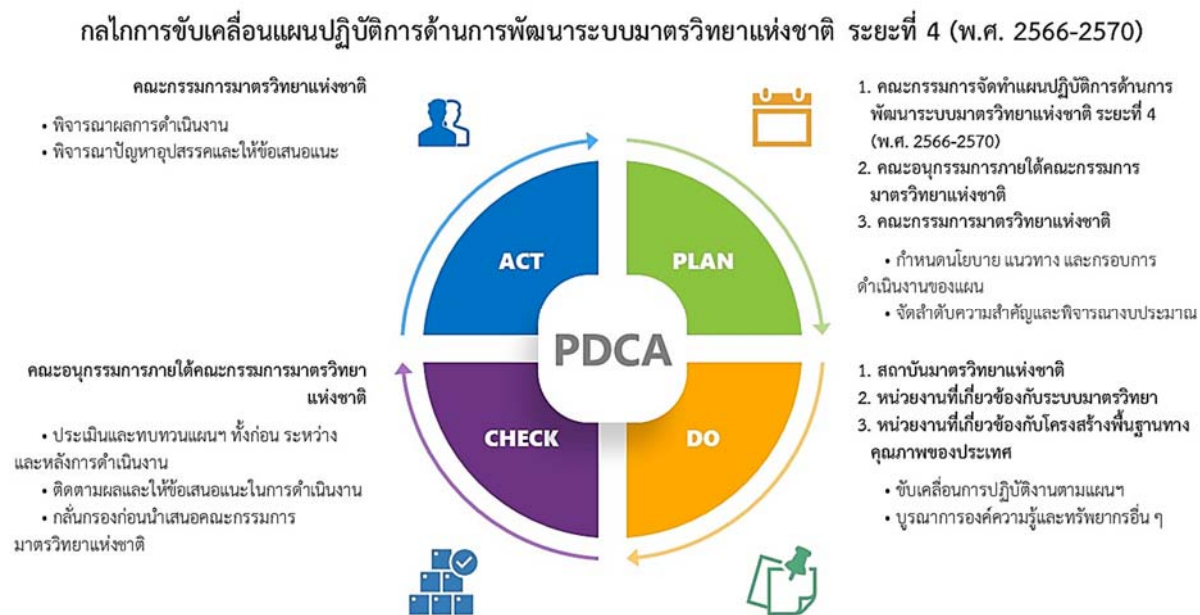 กลไกการขับเคลื่อนแผนปฏิบัติการด้านการพัฒนาระบบมาตรวิทยาแห่งชาติ ระยะที่ 4 (พ.ศ. 2566-2570)
คณะกรรมการมาตรวิทยาแห่งชาติ
• พิจารณาผลการดำเนินงาน
• พิจารณาปัญหาอุปสรรคและให้ข้อเสนอแนะ
1. คณะกรรมการจัดทำแผนปฏิบัติการด้านการ
พัฒนาระบบมาตรวิทยาแห่งชาติ ระยะที่ 4
(พ.ศ. 2566-2570)
2. คณะอนุกรรมการภายใต้คณะกรรมการ
มาตรวิทยาแห่งชาติ
3. คณะกรรมการมาตรวิทยาแห่งชาติ
• กำหนดนโยบาย แนวทาง และกรอบการ
ดำเนินงานของแผน
• จัดลำดับความสำคัญและพิจารณางบประมาณ
ACT
PLAN
PDCA
CHECK
DO
คณะอนุกรรมการภายใต้คณะกรรมการมาตรวิทยา
แห่งชาติ
• ประเมินและทบทวนแผนฯ ทั้งก่อน ระหว่าง
และหลังการดำเนินงาน
• ติดตามผลและให้ข้อเสนอแนะในการดำเนินงาน
• กลั่นกรองก่อนนำเสนอคณะกรรมการ
มาตรวิทยาแห่งชาติ
1. สถาบันมาตรวิทยาแห่งชาติ
2. หน่วยงานที่เกี่ยวข้องกับระบบมาตรวิทยา
3. หน่วยงานที่เกี่ยวข้องกับโครงสร้างพื้นฐานทาง
คุณภาพของประเทศ
• ขับเคลื่อนการปฏิบัติงานตามแผนฯ
• บูรณาการองค์ความรู้และทรัพยากรอื่น ๆ